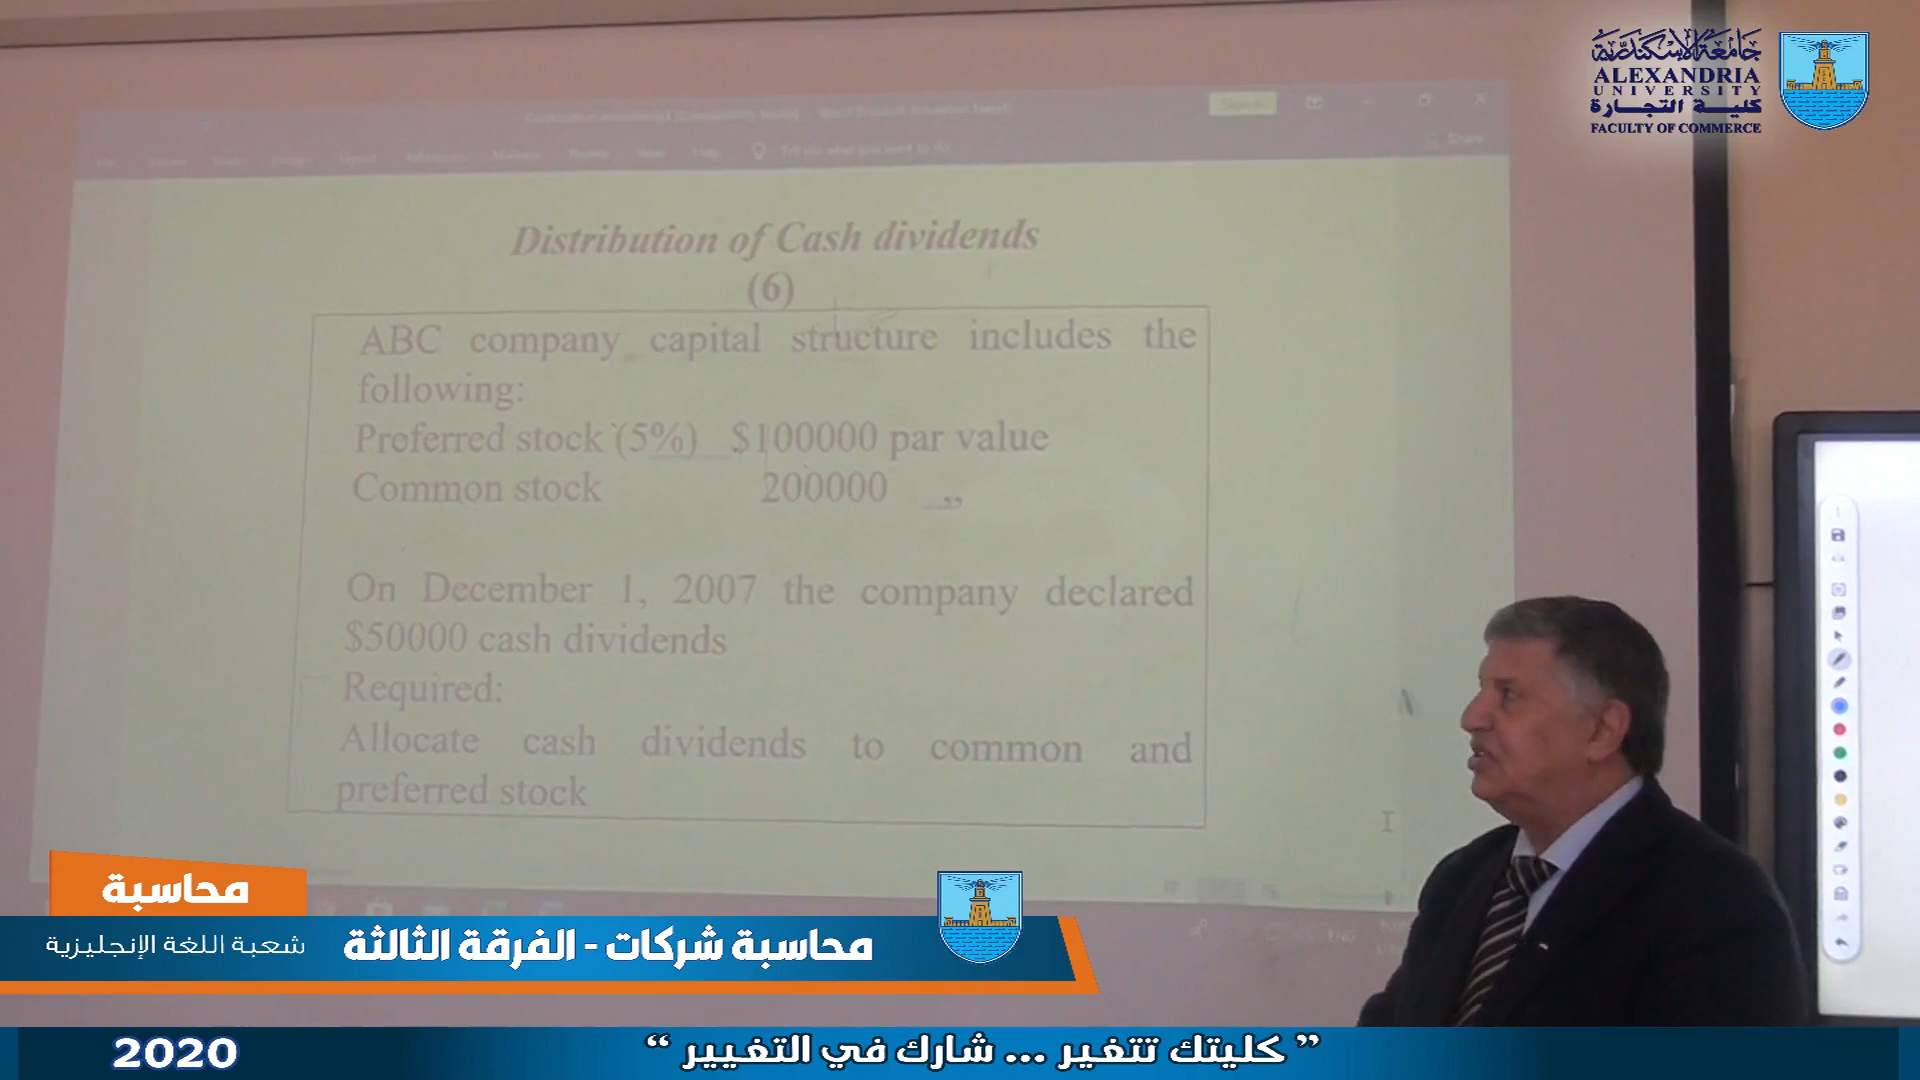 جامعة الإسكندرية
ALEXANDRIA
UNIVERSITY
كلية التجارة
FACULTY OF COMMERCE
Share
Distribution of Cash dividends
(6)
ABC company capital structure includes the
following:
Preferred stock (5%) $100000 par value
Common stock 200000 ,,
On December 1, 2007 the company declared
$50000 cash dividends
Required:
Allocate cash dividends to common and
preferred stock
ENG
محاسبة
محاسبة شركات - الفرقة الثالثة
شعبة اللغة الإنجليزية
” كليتك تتغير ... شارك في التغيير “
2020